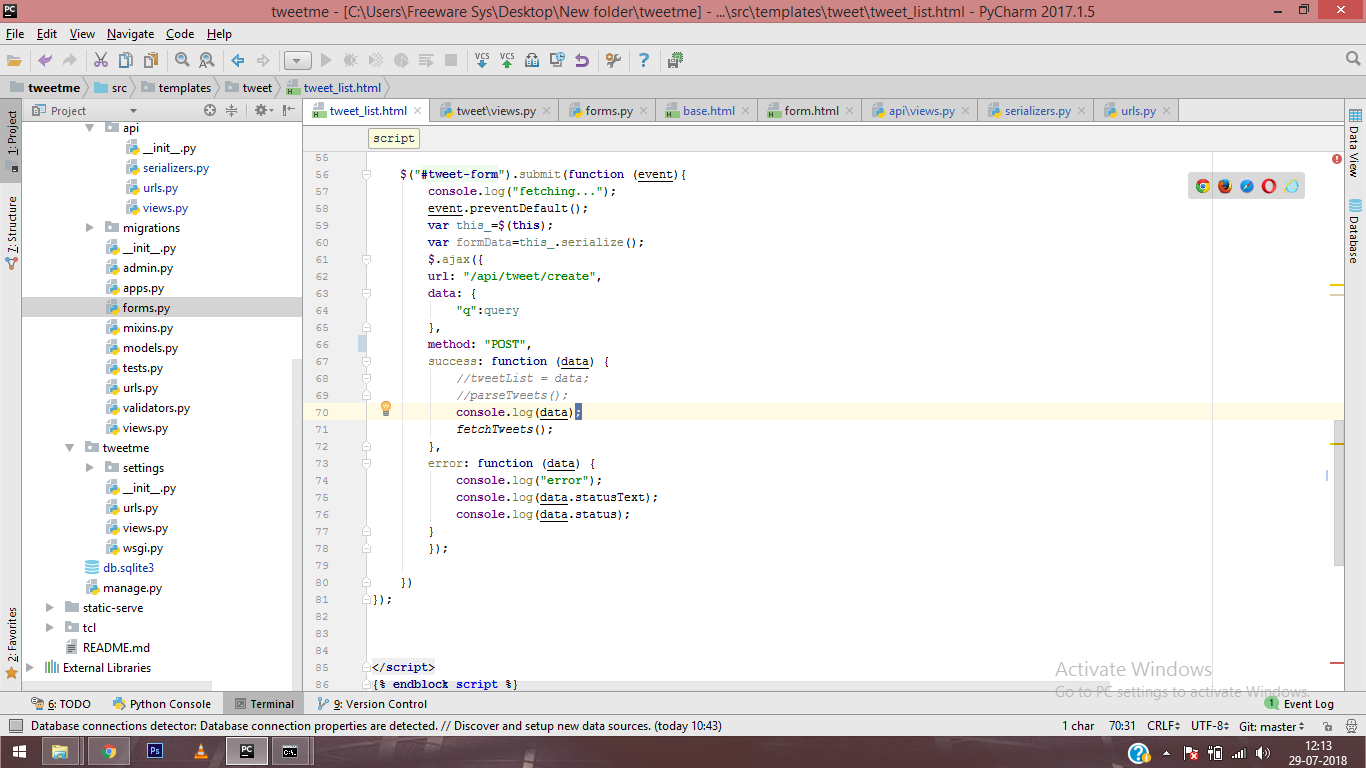 PC tweetme - [C:\Users\Freeware Sys\Desktop\New folder\tweetme] - ...\src\templates\tweet\tweet_list.html - PyCharm 2017.1.5
File Edit View Navigate Code Help
VCS VCS
tweetme src templates tweet tweet_list.html
Project
tweet_list.html tweet\views.py forms.py base.html form.html api\views.py serializers.py urls.py
1: Project
7: Structure
2: Favorites
api
__init__.py
serializers.py
urls.py
views.py
migrations
__init__.py
admin.py
apps.py
forms.py
mixins.py
models.py
tests.py
urls.py
validators.py
views.py
tweetme
settings
__init__.py
urls.py
views.py
wsgi.py
db.sqlite3
manage.py
static-serve
tcl
README.md
External Libraries
script
55
56 $("#tweet-form").submit(function (event){
57 console.log("fetching...");
58 event.preventDefault();
59 var this_=$(this);
60 var formData=this_.serialize();
61 $.ajax({
62 url: "/api/tweet/create",
63 data: {
64 "q":query
65 },
66 method: "POST",
67 success: function (data) {
68 //tweetList = data;
69 //parseTweets();
70 console.log(data);
71 fetchTweets();
72 },
73 error: function (data) {
74 console.log("error");
75 console.log(data.statusText);
76 console.log(data.status);
77 }
78 });
79
80 })
81 });
82
83
84
85 </script>
86 {% endblock script %}
Data View
Database
Activate Windows
Go to PC settings to activate Windows.
6: TODO Python Console Terminal 9: Version Control 1 Event Log
Database connections detector: Database connection properties are detected. // Discover and setup new data sources. (today 10:43) 1 char 70:31 CRLF UTF-8 Git: master
Ps PC C:\.
12:13
29-07-2018